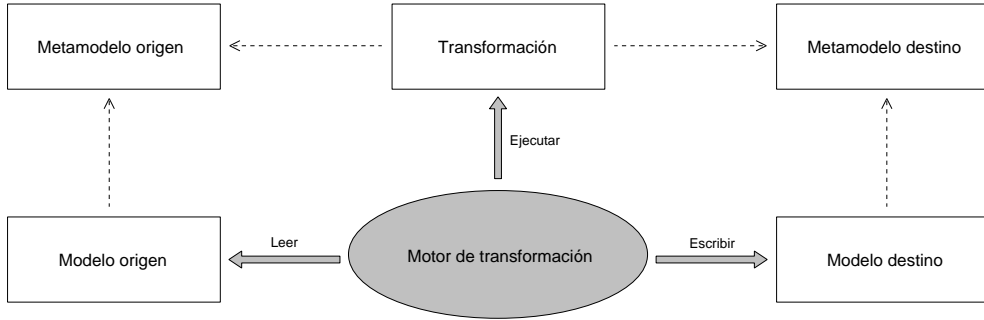 Metamodelo origen
Transformación
Metamodelo destino
Ejecutar
Modelo origen
Leer
Motor de transformación
Escribir
Modelo destino